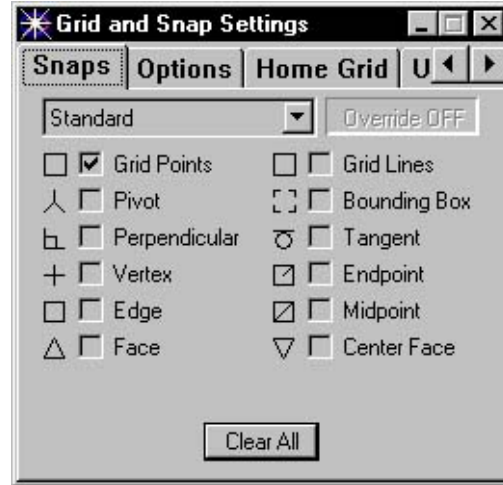 Grid and Snap Settings
Snaps Options Home Grid U
Standard Override OFF
Grid Points Grid Lines
Pivot Bounding Box
Perpendicular Tangent
Vertex Endpoint
Edge Midpoint
Face Center Face
Clear All